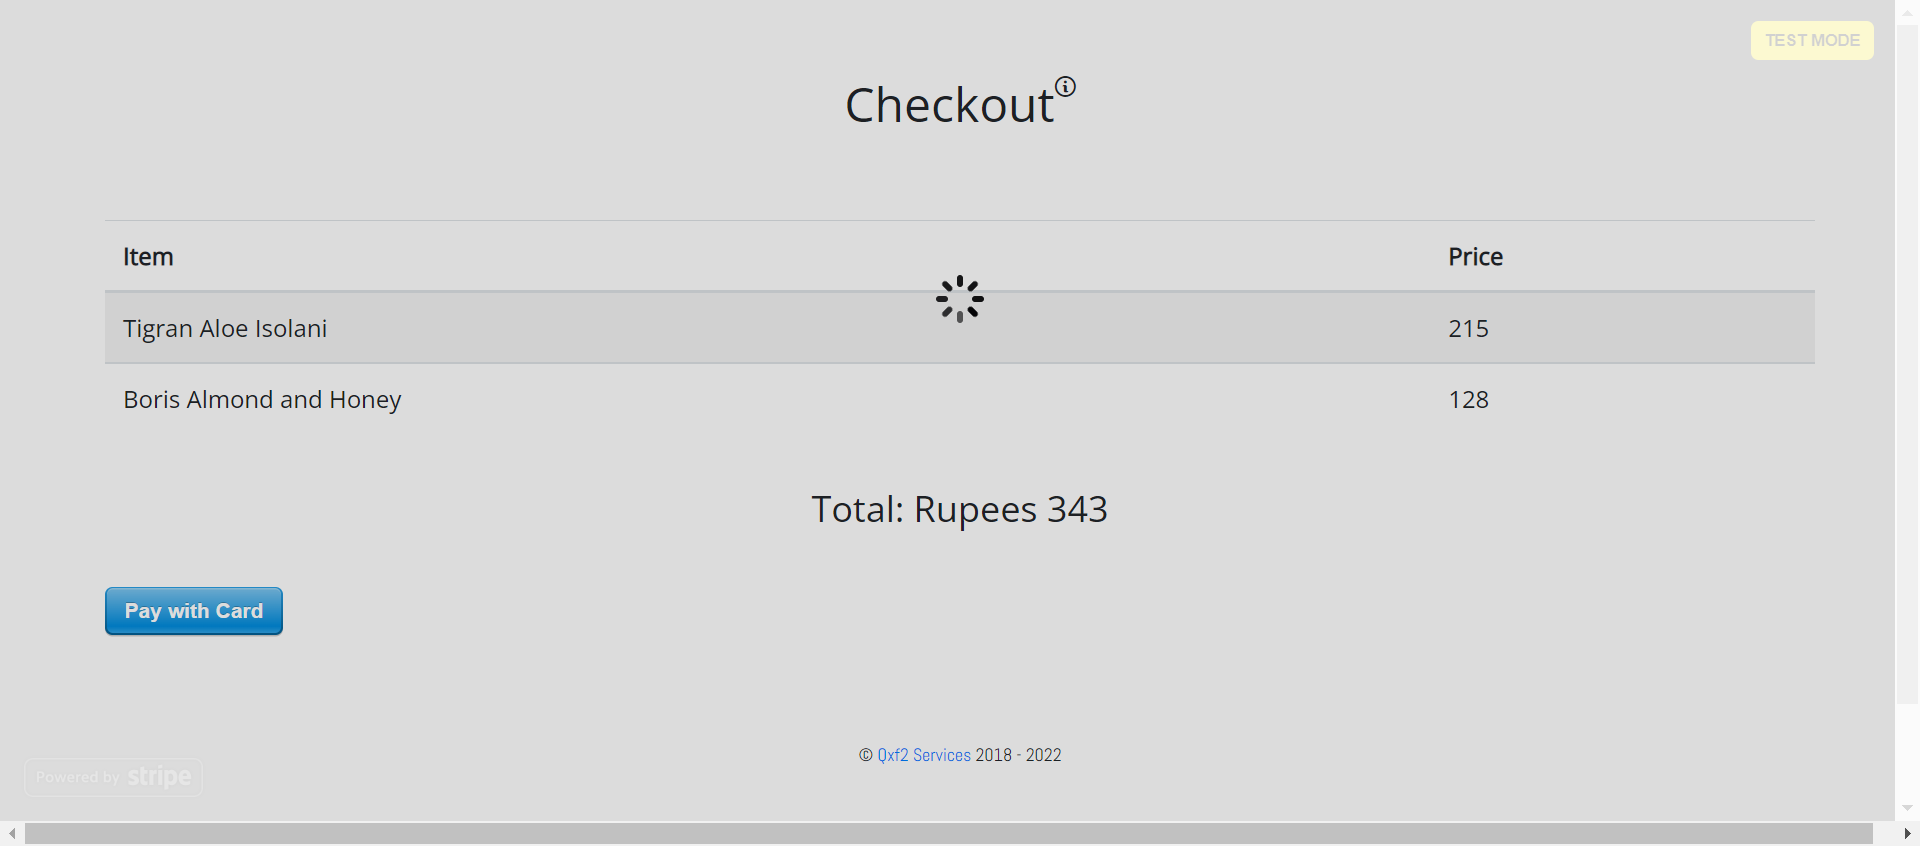 TEST MODE
Checkout
Item Price
Tigran Aloe Isolani 215
Boris Almond and Honey 128
Total: Rupees 343
Pay with Card
© Qxf2 Services 2018 - 2022
Powered by stripe